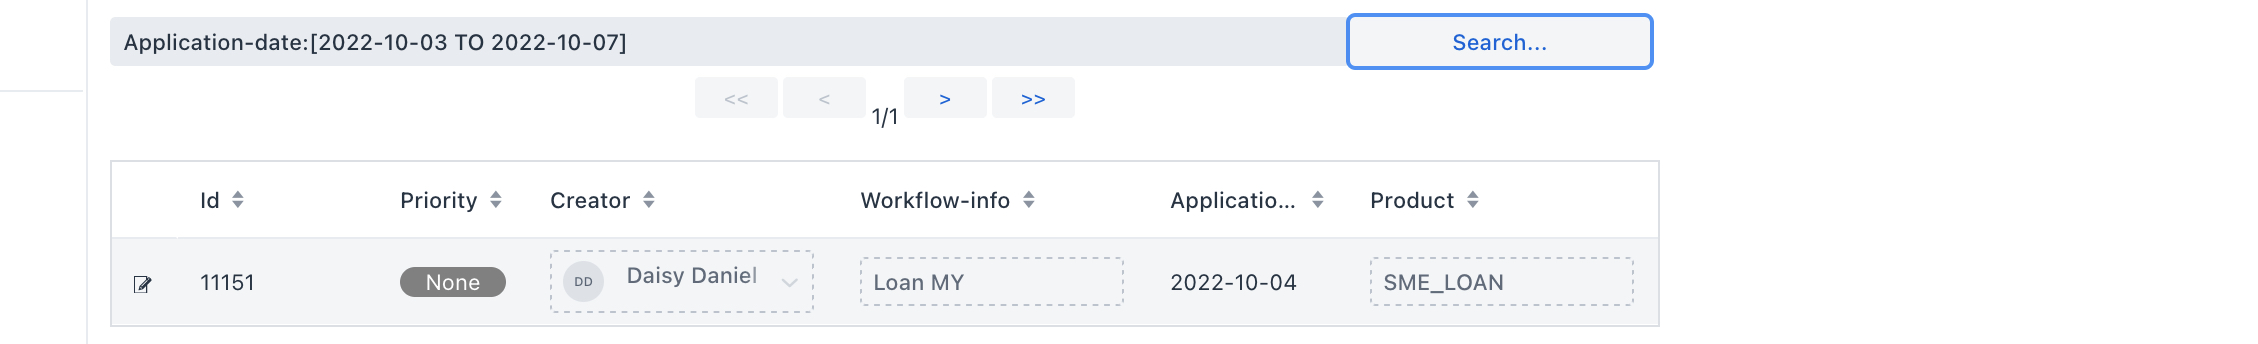 Application-date:[2022-10-03 TO 2022-10-07]
Search...
<< < 1/1 > >>
Id Priority Creator Workflow-info Applicatio... Product
11151 None DD Daisy Daniel Loan MY 2022-10-04 SME_LOAN